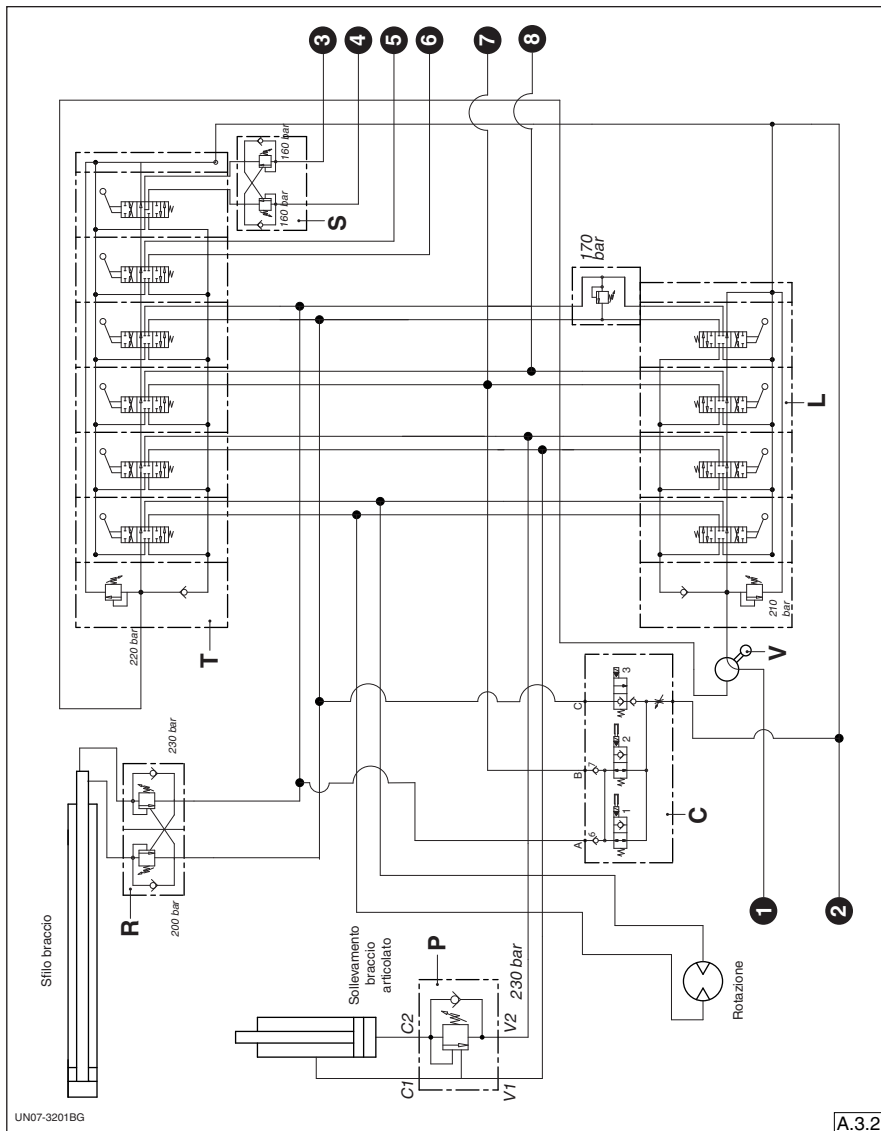 3
4
5
6
7
8
160 bar
160 bar
S
170
bar
220 bar
T
L
210
bar
V
230 bar
200 bar
R
Sfilo braccio
C
B
A
3
2
1
7
6
C
1
2
Sollevamento
braccio
articolato
P
230 bar
C2
C1
V2
V1
Rotazione
UN07-3201BG
A.3.2